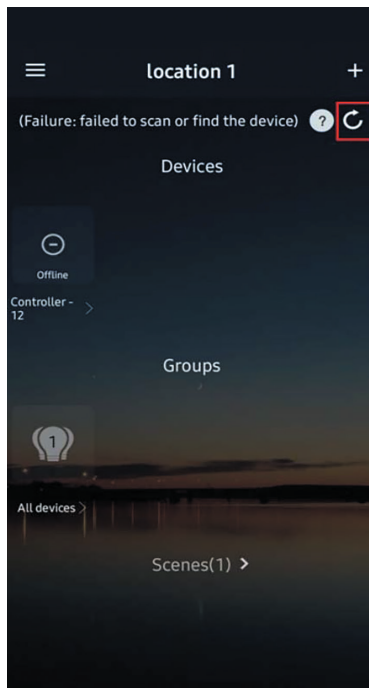 location 1
(Failure: failed to scan or find the device) ?
Devices
Offline
Controller -
12
Groups
1
All devices
Scenes(1)